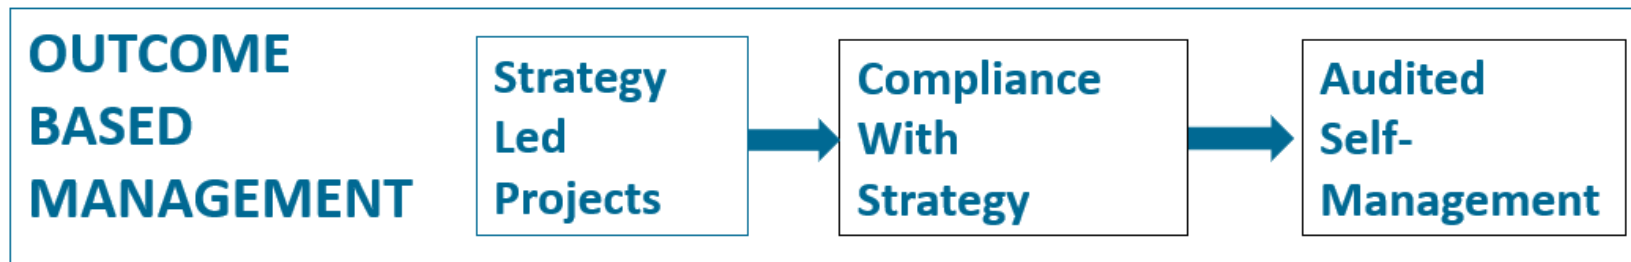 OUTCOME
BASED
MANAGEMENT
Strategy
Led
Projects
Compliance
With
Strategy
Audited
Self-
Management